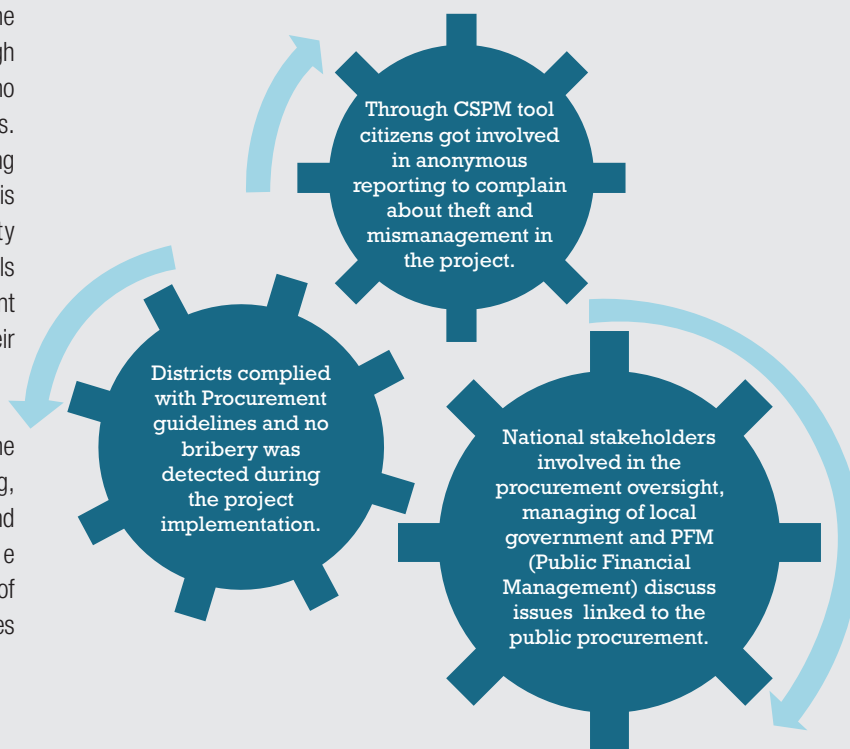 Through CSPM tool
citizens got involved
in anonymous
reporting to complain
about theft and
mismanagement in
the project.
Districts complied
with Procurement
guidelines and no
bribery was
detected during
the project
implementation.
National stakeholders
involved in the
procurement oversight,
managing of local
government and PFM
(Public Financial
Management) discuss
issues linked to the
public procurement.